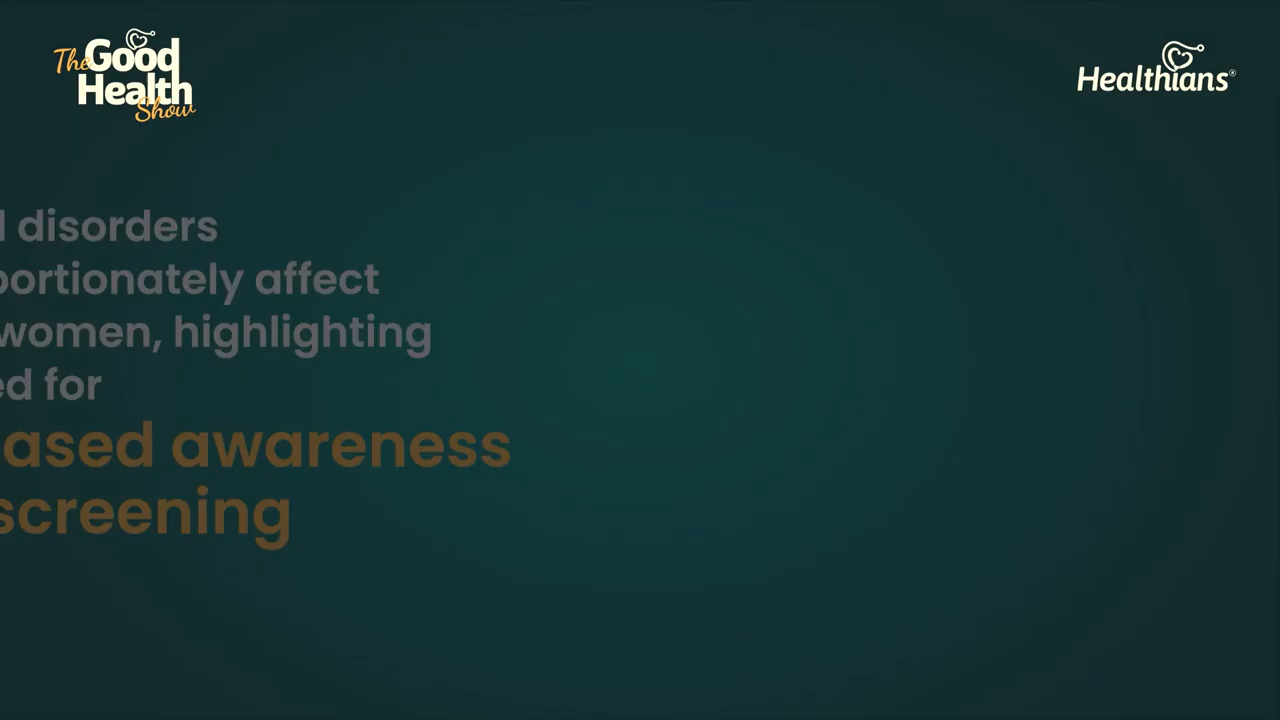 The Good
Health
Show
Healthians®
disorders
portionately affect
women, highlighting
ed for
ased awareness
screening